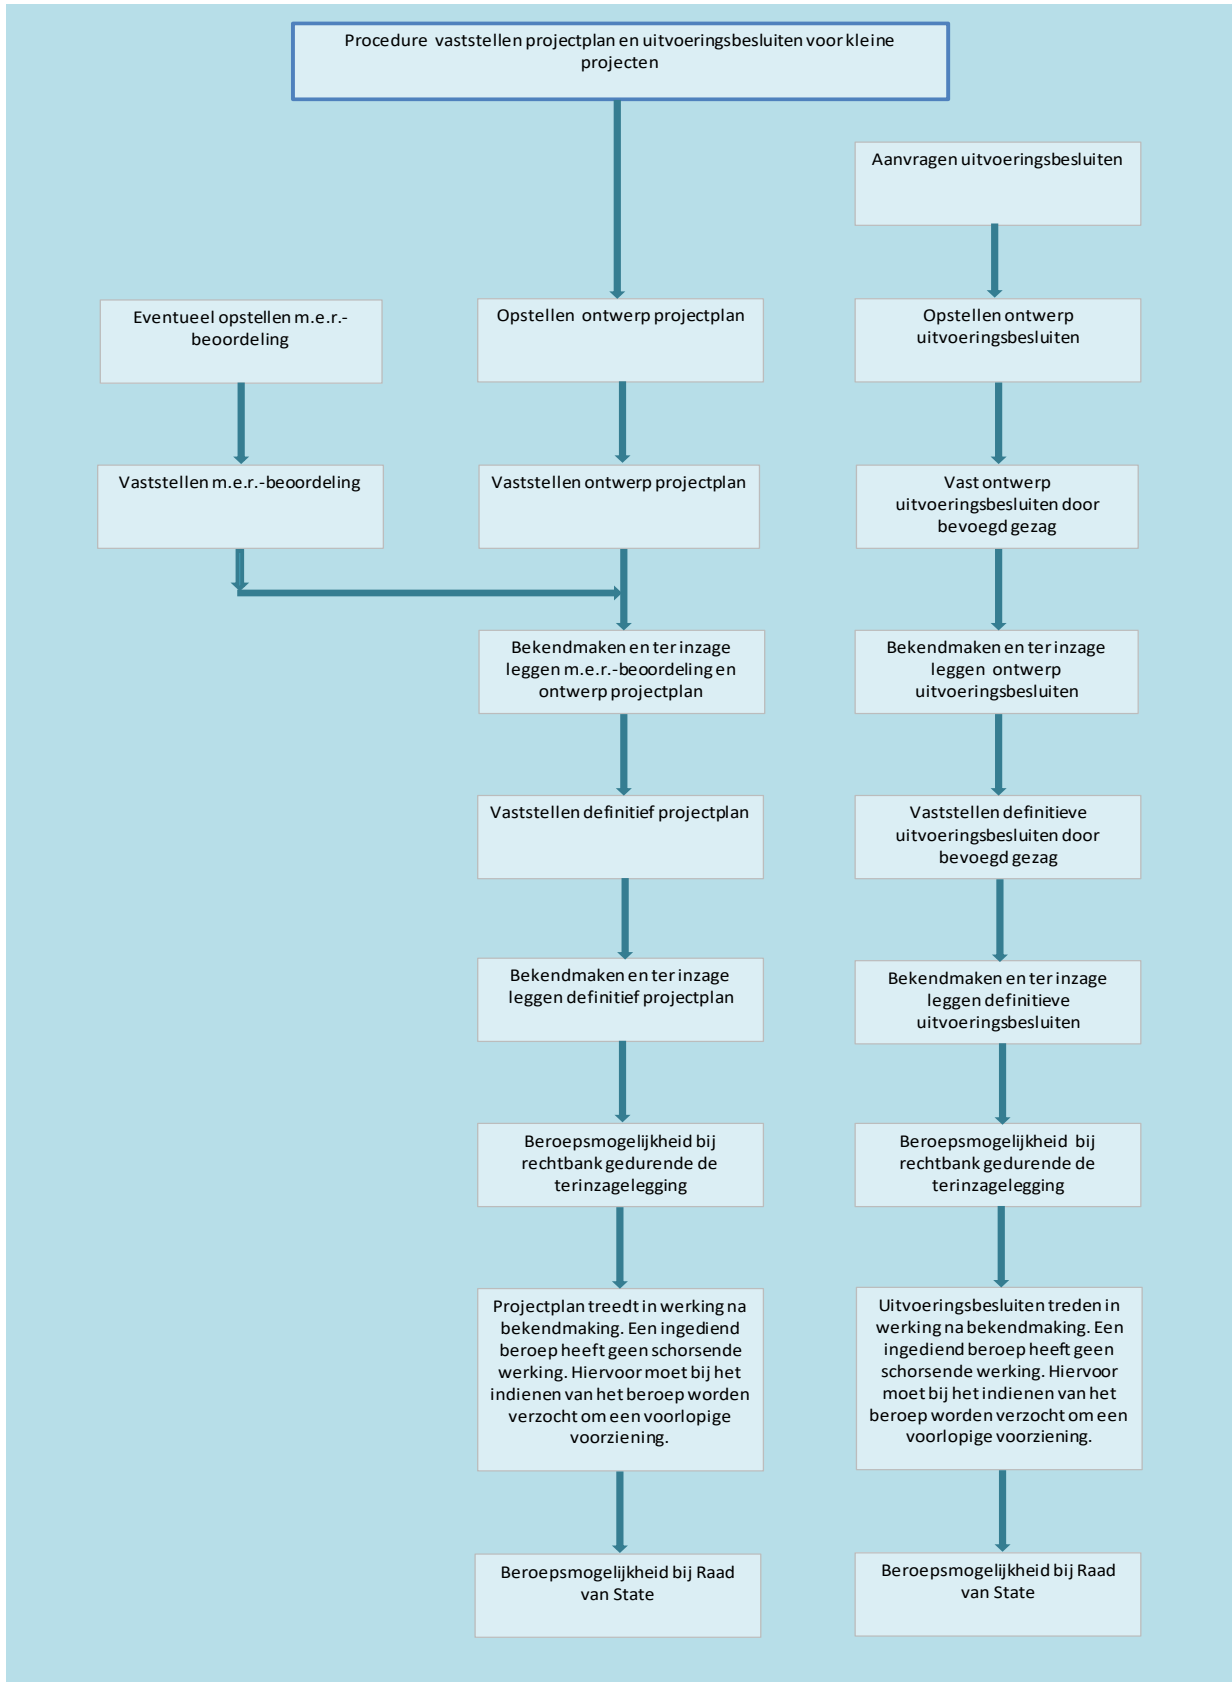 Procedure vaststellen projectplan en uitvoeringsbesluiten voor kleine
projecten
Aanvragen uitvoeringsbesluiten
Eventueel opstellen m.e.r.-
beoordeling
Opstellen ontwerp projectplan
Opstellen ontwerp
uitvoeringsbesluiten
Vaststellen m.e.r.-beoordeling
Vaststellen ontwerp projectplan
Vast ontwerp
uitvoeringsbesluiten door
bevoegd gezag
Bekendmaken en ter inzage
leggen m.e.r.-beoordeling en
ontwerp projectplan
Bekendmaken en ter inzage
leggen ontwerp
uitvoeringsbesluiten
Vaststellen definitief projectplan
Vaststellen definitieve
uitvoeringsbesluiten door
bevoegd gezag
Bekendmaken en ter inzage
leggen definitief projectplan
Bekendmaken en ter inzage
leggen definitieve
uitvoeringsbesluiten
Beroepsmogelijkheid bij
rechtbank gedurende de
terinzagelegging
Beroepsmogelijkheid bij
rechtbank gedurende de
terinzagelegging
Projectplan treedt in werking na
bekendmaking. Een ingediend
beroep heeft geen schorsende
werking. Hiervoor moet bij het
indienen van het beroep worden
verzocht om een voorlopige
voorziening.
Uitvoeringsbesluiten treden in
werking na bekendmaking. Een
ingediend beroep heeft geen
schorsende werking. Hiervoor
moet bij het indienen van het
beroep worden verzocht om een
voorlopige voorziening.
Beroepsmogelijkheid bij Raad
van State
Beroepsmogelijkheid bij Raad
van State